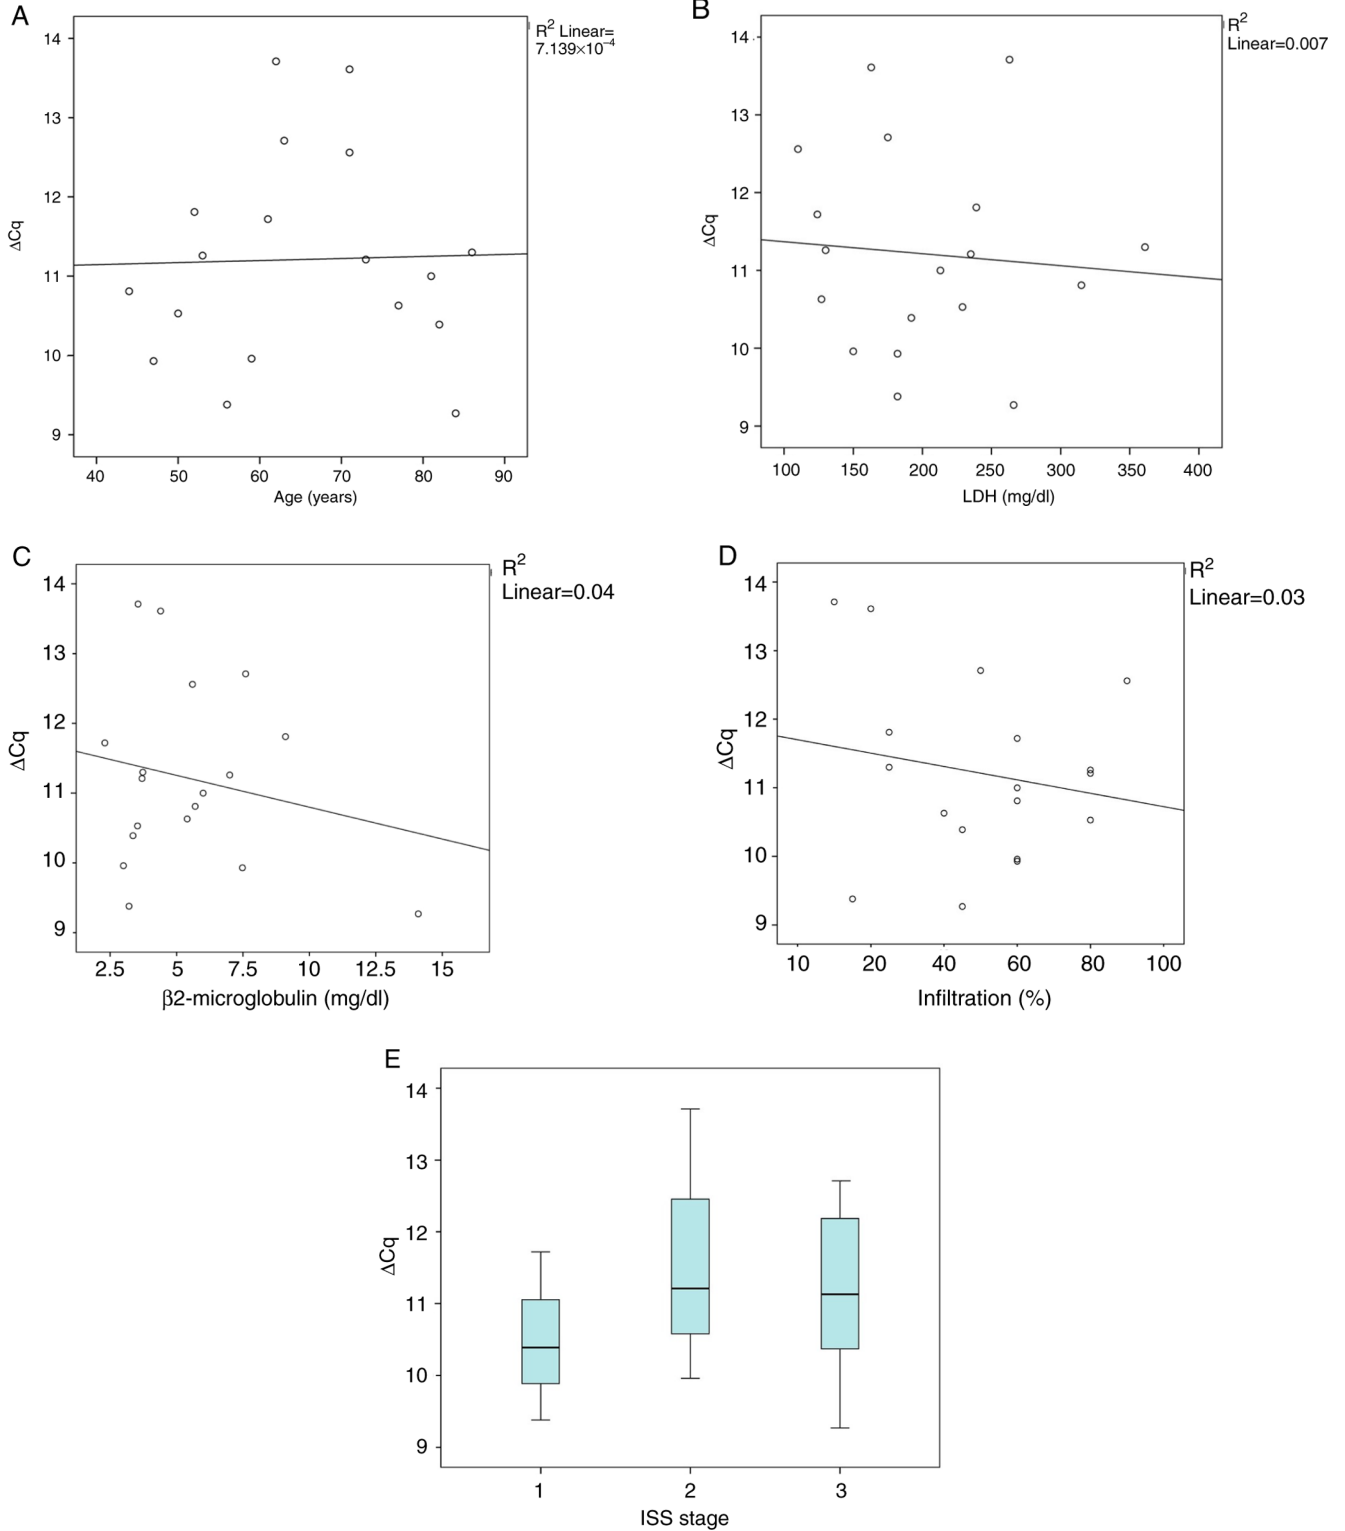 A
R² Linear=
7.139×10⁻⁴
14
13
12
11
10
9
ΔCq
40 50 60 70 80 90
Age (years)
B
R²
Linear=0.007
14
13
12
11
10
9
ΔCq
100 150 200 250 300 350 400
LDH (mg/dl)
C
R²
Linear=0.04
14
13
12
11
10
9
ΔCq
2.5 5 7.5 10 12.5 15
β2-microglobulin (mg/dl)
D
R²
Linear=0.03
14
13
12
11
10
9
ΔCq
10 20 40 60 80 100
Infiltration (%)
E
14
13
12
11
10
9
ΔCq
1 2 3
ISS stage